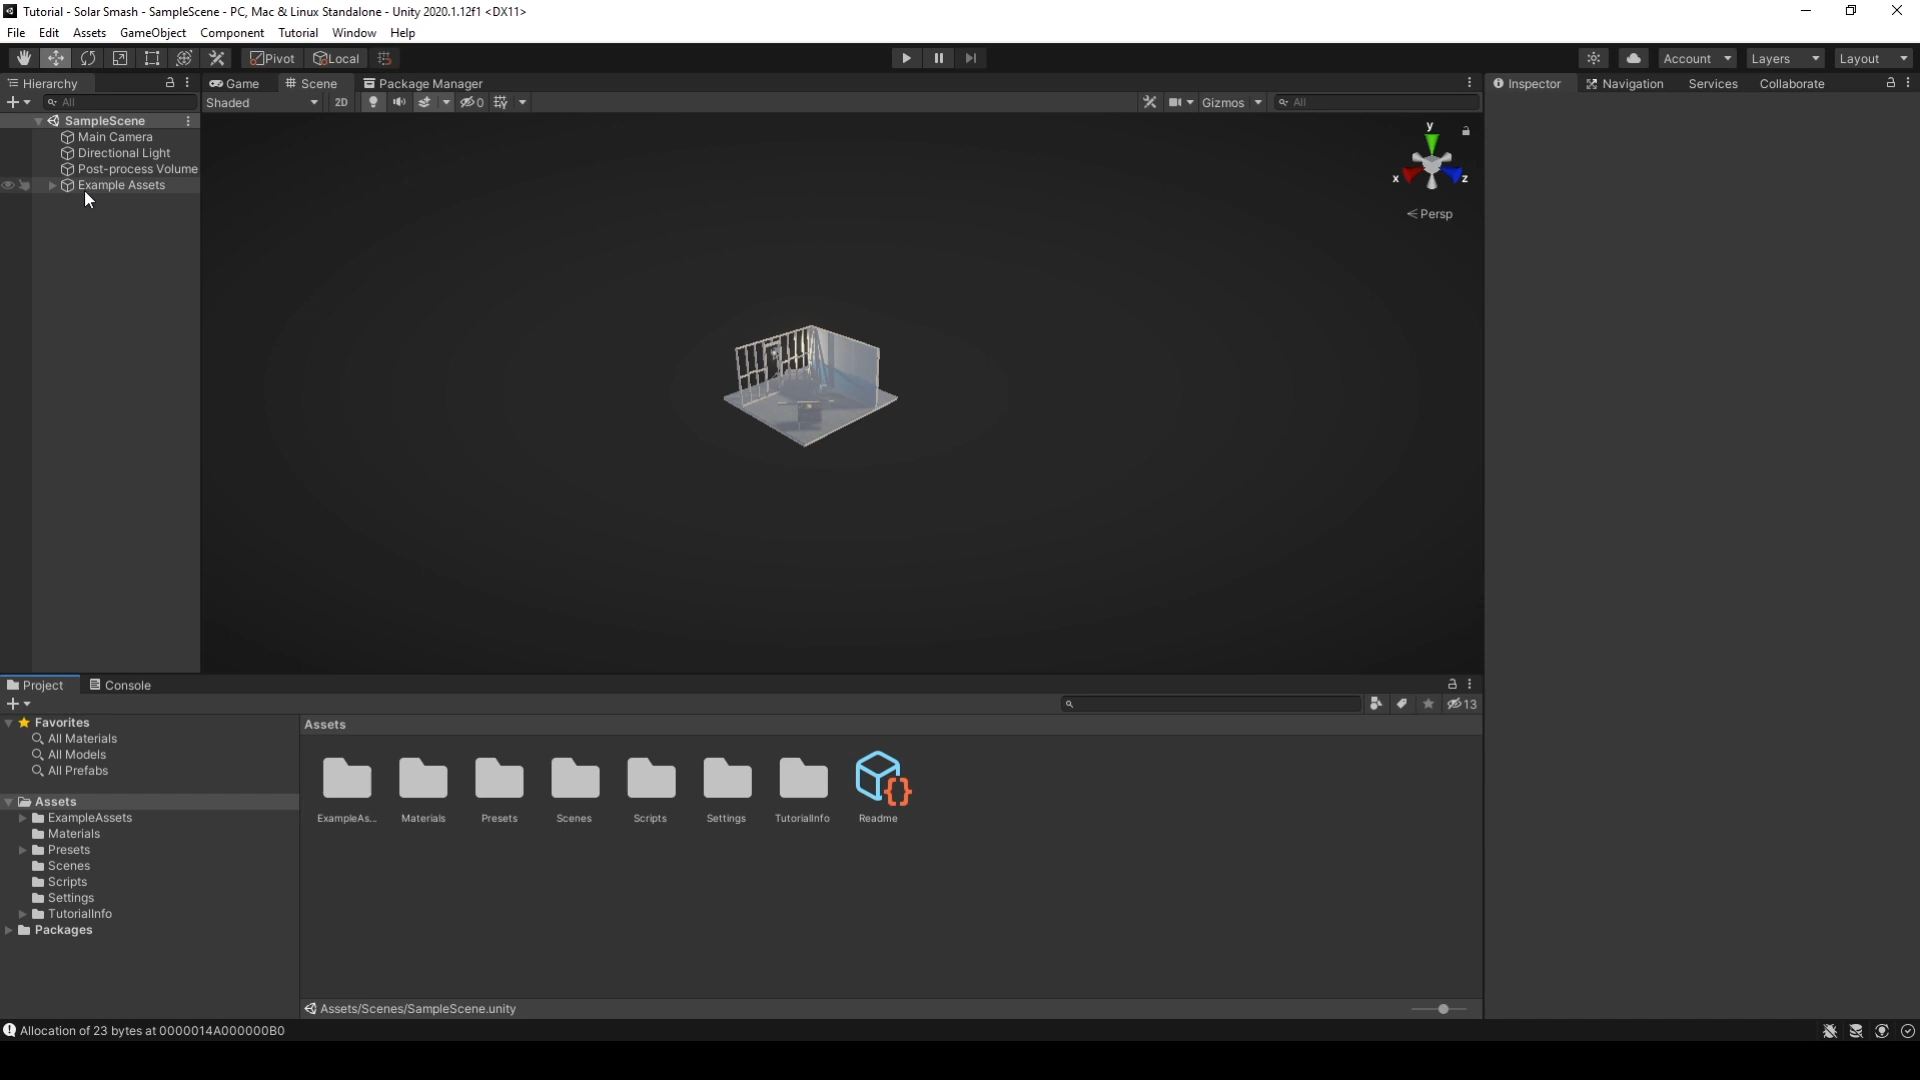 Tutorial - Solar Smash - SampleScene - PC, Mac & Linux Standalone - Unity 2020.1.12f1 <DX11>
File Edit Assets GameObject Component Tutorial Window Help
Pivot Local Account Layers Layout
Hierarchy Game Scene Package Manager Inspector Navigation Services Collaborate
All Shaded 2D 0 Gizmos All
SampleScene
Main Camera
Directional Light
Post-process Volume
Example Assets
y
x z
Persp
Project Console
13
Favorites Assets
All Materials
All Models
All Prefabs
Assets
ExampleAssets
Materials
Presets
Scenes
Scripts
Settings
TutorialInfo
Packages
ExampleAs... Materials Presets Scenes Scripts Settings TutorialInfo Readme
Assets/Scenes/SampleScene.unity
Allocation of 23 bytes at 0000014A000000B0